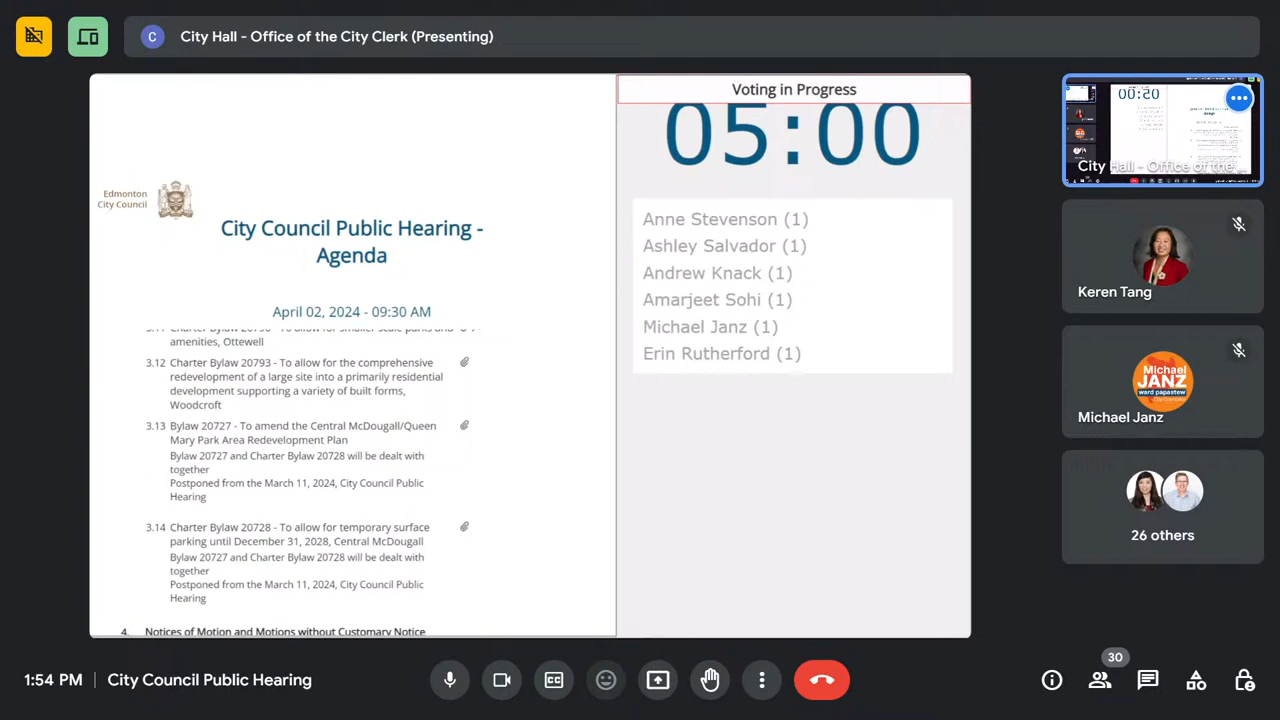 C City Hall - Office of the City Clerk (Presenting)
Voting in Progress
05:00
Edmonton
City Council
City Council Public Hearing -
Agenda
April 02, 2024 - 09:30 AM
amenities, Ottewell
3.12 Charter Bylaw 20793 - To allow for the comprehensive
redevelopment of a large site into a primarily residential
development supporting a variety of built forms,
Woodcroft
3.13 Bylaw 20727 - To amend the Central McDougall/Queen
Mary Park Area Redevelopment Plan
Bylaw 20727 and Charter Bylaw 20728 will be dealt with
together
Postponed from the March 11, 2024, City Council Public
Hearing
3.14 Charter Bylaw 20728 - To allow for temporary surface
parking until December 31, 2028, Central McDougall
Bylaw 20727 and Charter Bylaw 20728 will be dealt with
together
Postponed from the March 11, 2024, City Council Public
Hearing
4. Notices of Motion and Motions without Customary Notice
Anne Stevenson (1)
Ashley Salvador (1)
Andrew Knack (1)
Amarjeet Sohi (1)
Michael Janz (1)
Erin Rutherford (1)
00:50
City Hall - Office of the...
Keren Tang
Michael
JANZ
ward papastew
City Councillor
Michael Janz
26 others
1:54 PM | City Council Public Hearing
30